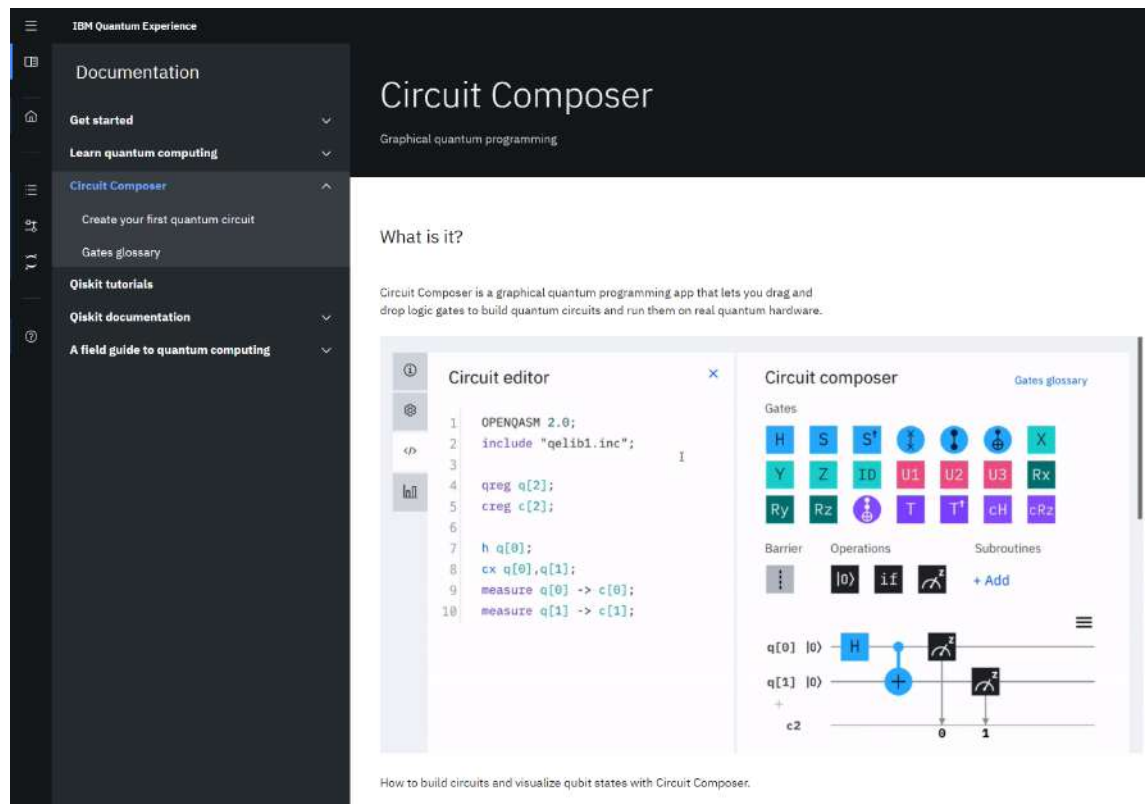 IBM Quantum Experience
Documentation
Get started
Learn quantum computing
Circuit Composer
Create your first quantum circuit
Gates glossary
Qiskit tutorials
Qiskit documentation
A field guide to quantum computing
Circuit Composer
Graphical quantum programming
What is it?
Circuit Composer is a graphical quantum programming app that lets you drag and
drop logic gates to build quantum circuits and run them on real quantum hardware.
Circuit editor
1 OPENQASM 2.0;
2 include "qelib1.inc";
3
4 qreg q[2];
5 creg c[2];
6
7 h q[0];
8 cx q[0],q[1];
9 measure q[0] -> c[0];
10 measure q[1] -> c[1];
Circuit composer
Gates glossary
Gates
H S S† X
Y Z ID U1 U2 U3 Rx
Ry Rz T T† cH cRz
Barrier Operations Subroutines
|0⟩ if z + Add
q[0] |0⟩ H z
q[1] |0⟩ + z
+
c2
0 1
How to build circuits and visualize qubit states with Circuit Composer.